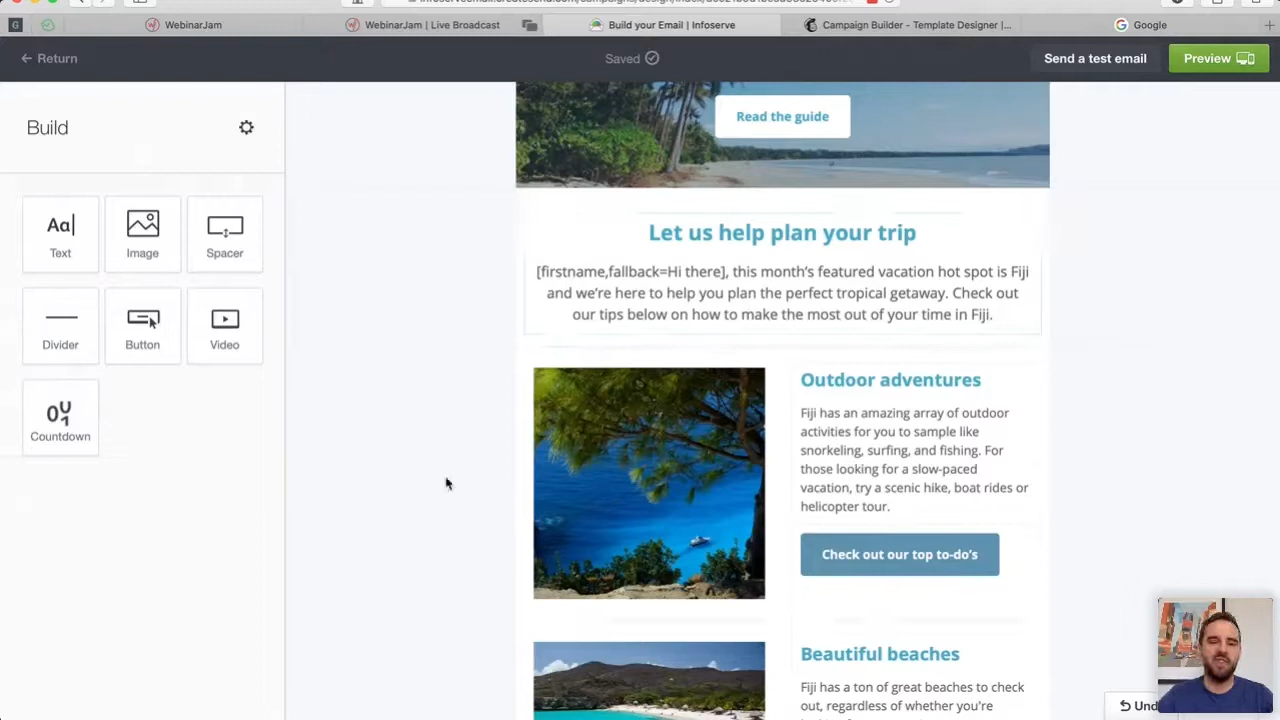 G
WebinarJam
WebinarJam | Live Broadcast
Build your Email | Infoserve
Campaign Builder - Template Designer |...
Google
Return
Saved
Send a test email
Preview
Build
Aa
Text
Image
Spacer
Divider
Button
Video
Countdown
Read the guide
Let us help plan your trip
[firstname,fallback=Hi there], this month’s featured vacation hot spot is Fiji
and we’re here to help you plan the perfect tropical getaway. Check out
our tips below on how to make the most out of your time in Fiji.
Outdoor adventures
Fiji has an amazing array of outdoor
activities for you to sample like
snorkeling, surfing, and fishing. For
those looking for a slow-paced
vacation, try a scenic hike, boat rides or
helicopter tour.
Check out our top to-do’s
Beautiful beaches
Fiji has a ton of great beaches to check
out, regardless of whether you’re
Und